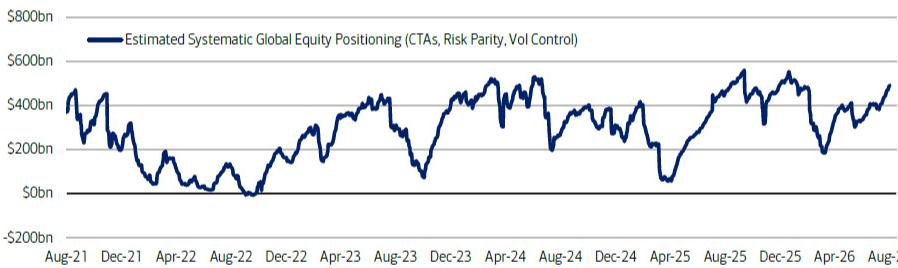 $800bn
Estimated Systematic Global Equity Positioning (CTAs, Risk Parity, Vol Control)
$600bn
$400bn
$200bn
$0bn
-$200bn
Aug-21 Dec-21 Apr-22 Aug-22 Dec-22 Apr-23 Aug-23 Dec-23 Apr-24 Aug-24 Dec-24 Apr-25 Aug-25 Dec-25 Apr-26 Aug-